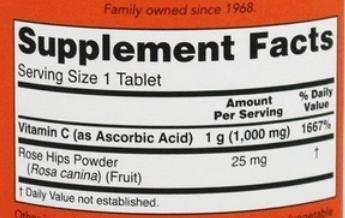 Family owned since 1968.
Supplement Facts
Serving Size 1 Tablet
Amount Per Serving
% Daily Value
Vitamin C (as Ascorbic Acid) 1 g (1,000 mg) 1667%
Rose Hips Powder 25 mg †
(Rosa canina) (Fruit)
† Daily Value not established.